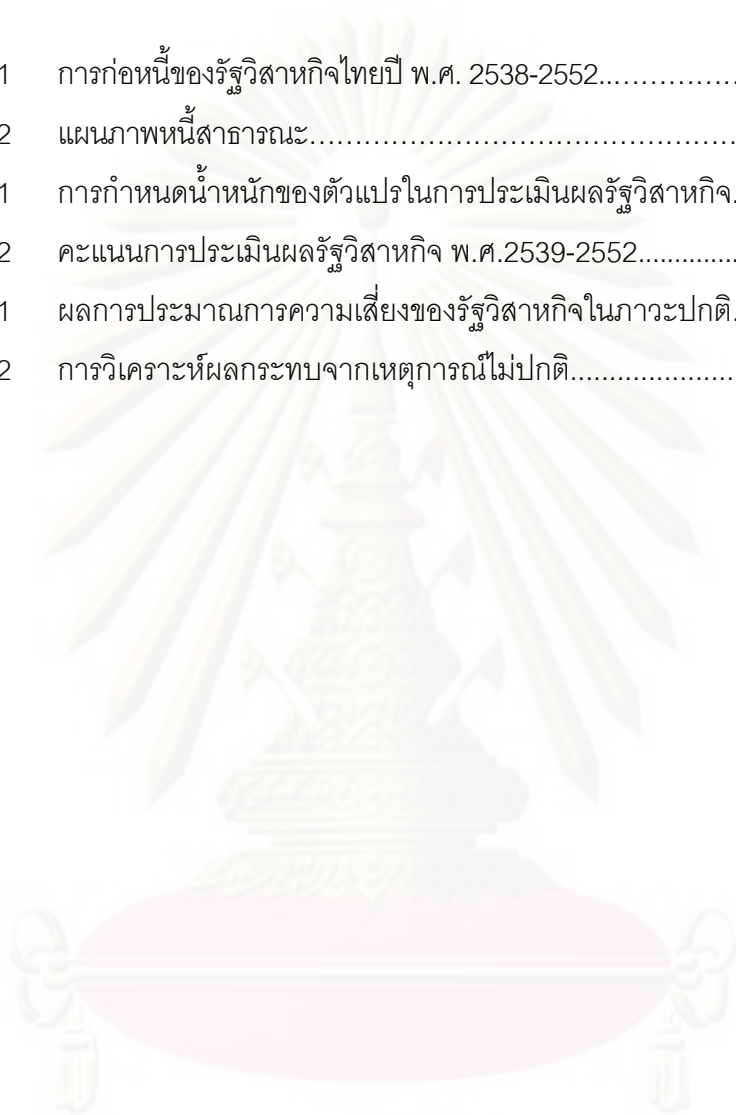 1 การก่อหนี้ของรัฐวิสาหกิจไทยปี พ.ศ. 2538-2552..……………
2 แผนภาพหนี้สาธารณะ……………………………………………
1 การกำหนดน้ำหนักของตัวแปรในการประเมินผลรัฐวิสาหกิจ.
2 คะแนนการประเมินผลรัฐวิสาหกิจ พ.ศ.2539-2552.............
1 ผลการประมาณการความเสี่ยงของรัฐวิสาหกิจในภาวะปกติ.
2 การวิเคราะห์ผลกระทบจากเหตุการณ์ไม่ปกติ.....................